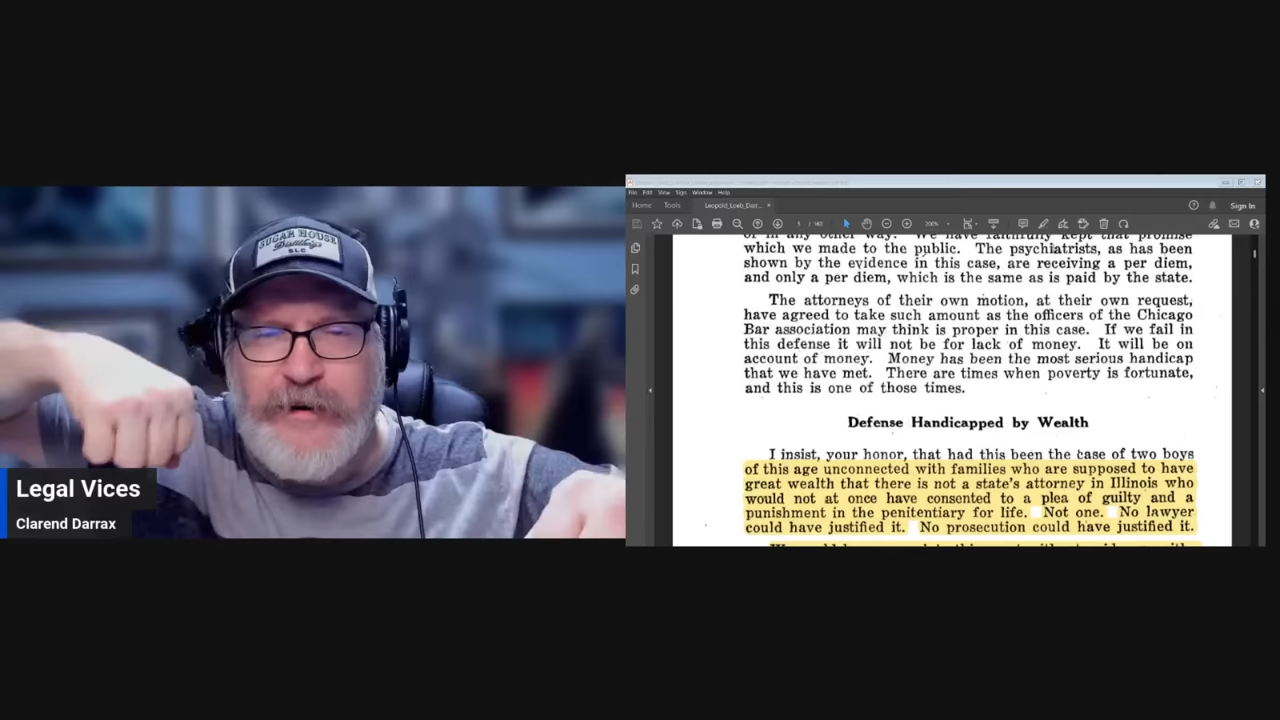 SUGAR HOUSE
Distillery
SLC
Legal Vices
Clarend Darrax
File Edit View Sign Window Help
Home Tools Leopold_Loeb_Darr... ×
Sign In
200%
which we made to the public. The psychiatrists, as has been
shown by the evidence in this case, are receiving a per diem,
and only a per diem, which is the same as is paid by the state.
The attorneys of their own motion, at their own request,
have agreed to take such amount as the officers of the Chicago
Bar association may think is proper in this case. If we fail in
this defense it will not be for lack of money. It will be on
account of money. Money has been the most serious handicap
that we have met. There are times when poverty is fortunate,
and this is one of those times.
Defense Handicapped by Wealth
I insist, your honor, that had this been the case of two boys
of this age unconnected with families who are supposed to have
great wealth that there is not a state's attorney in Illinois who
would not at once have consented to a plea of guilty and a
punishment in the penitentiary for life. Not one. No lawyer
could have justified it. No prosecution could have justified it.